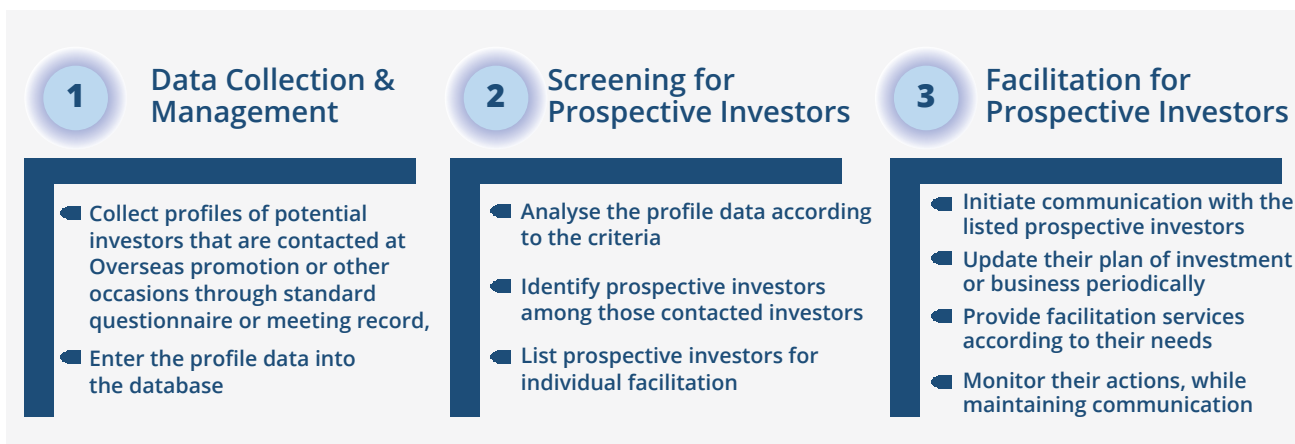 1
Data Collection &
Management
Collect profiles of potential
investors that are contacted at
Overseas promotion or other
occasions through standard
questionnaire or meeting record,
Enter the profile data into
the database
2
Screening for
Prospective Investors
Analyse the profile data according
to the criteria
Identify prospective investors
among those contacted investors
List prospective investors for
individual facilitation
3
Facilitation for
Prospective Investors
Initiate communication with the
listed prospective investors
Update their plan of investment
or business periodically
Provide facilitation services
according to their needs
Monitor their actions, while
maintaining communication